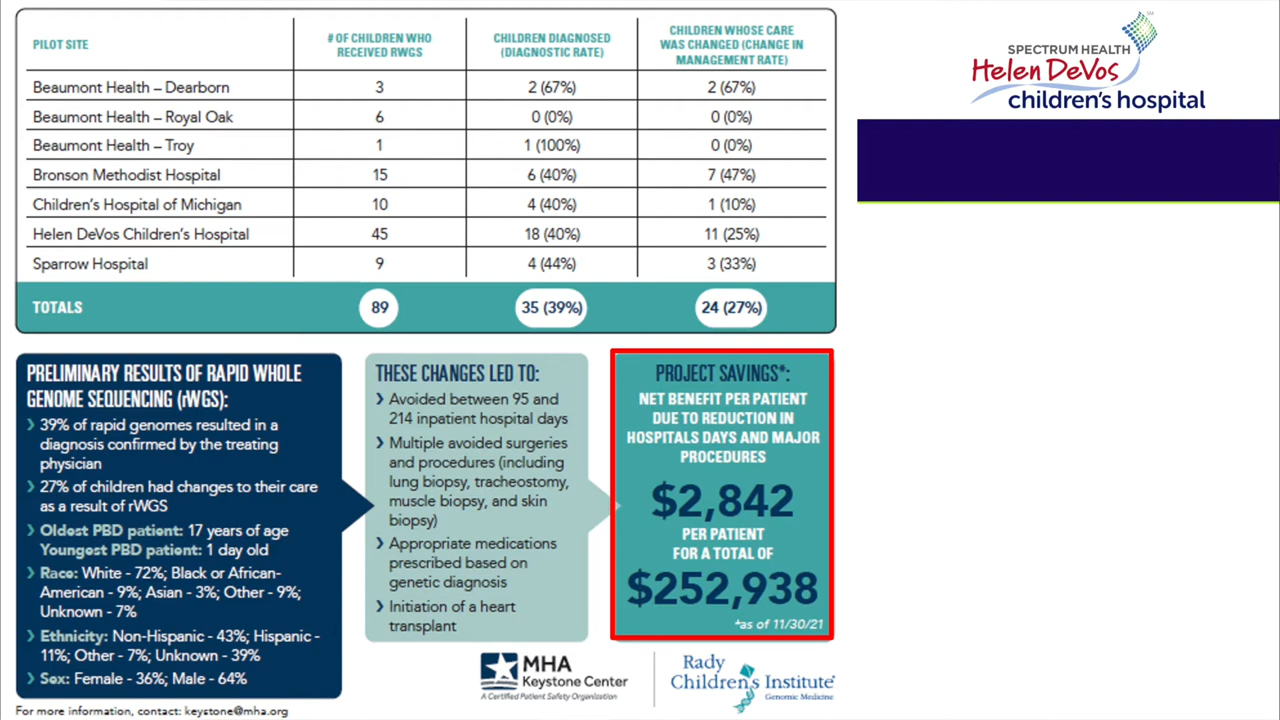 PILOT SITE
# OF CHILDREN WHO
RECEIVED RWGS
CHILDREN DIAGNOSED
(DIAGNOSTIC RATE)
CHILDREN WHOSE CARE
WAS CHANGED (CHANGE IN
MANAGEMENT RATE)
Beaumont Health – Dearborn 3 2 (67%) 2 (67%)
Beaumont Health – Royal Oak 6 0 (0%) 0 (0%)
Beaumont Health – Troy 1 1 (100%) 0 (0%)
Bronson Methodist Hospital 15 6 (40%) 7 (47%)
Children's Hospital of Michigan 10 4 (40%) 1 (10%)
Helen DeVos Children's Hospital 45 18 (40%) 11 (25%)
Sparrow Hospital 9 4 (44%) 3 (33%)
TOTALS 89 35 (39%) 24 (27%)
SPECTRUM HEALTH
Helen DeVos
children's hospital
PRELIMINARY RESULTS OF RAPID WHOLE
GENOME SEQUENCING (rWGS):
› 39% of rapid genomes resulted in a
diagnosis confirmed by the treating
physician
› 27% of children had changes to their care
as a result of rWGS
› Oldest PBD patient: 17 years of age
Youngest PBD patient: 1 day old
› Race: White - 72%; Black or African-
American - 9%; Asian - 3%; Other - 9%;
Unknown - 7%
› Ethnicity: Non-Hispanic - 43%; Hispanic -
11%; Other - 7%; Unknown - 39%
› Sex: Female - 36%; Male - 64%
THESE CHANGES LED TO:
› Avoided between 95 and
214 inpatient hospital days
› Multiple avoided surgeries
and procedures (including
lung biopsy, tracheostomy,
muscle biopsy, and skin
biopsy)
› Appropriate medications
prescribed based on
genetic diagnosis
› Initiation of a heart
transplant
PROJECT SAVINGS*:
NET BENEFIT PER PATIENT
DUE TO REDUCTION IN
HOSPITALS DAYS AND MAJOR
PROCEDURES
$2,842
PER PATIENT
FOR A TOTAL OF
$252,938
*as of 11/30/21
MHA
Keystone Center
A Certified Patient Safety Organization
Rady
Children's Institute
Genomic Medicine
For more information, contact: keystone@mha.org